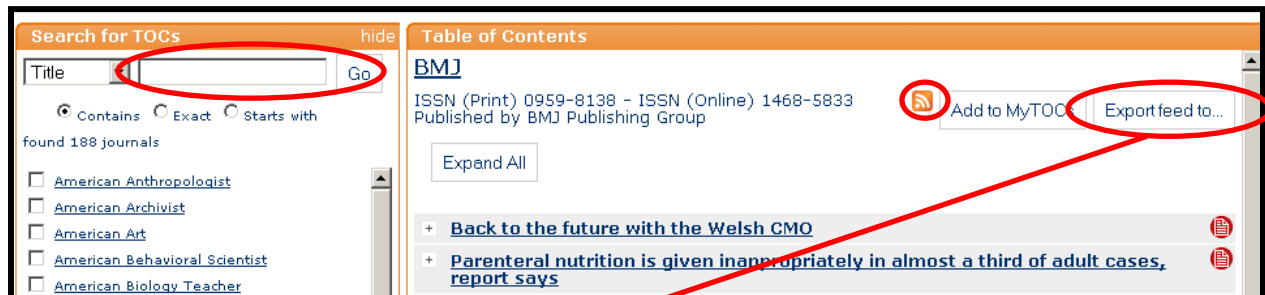 Search for TOCs hide
Title Go
Contains Exact Starts with
found 188 journals
American Anthropologist
American Archivist
American Art
American Behavioral Scientist
American Biology Teacher
Table of Contents
BMJ
ISSN (Print) 0959-8138 - ISSN (Online) 1468-5833
Published by BMJ Publishing Group
Add to MyTOCs Export feed to...
Expand All
+ Back to the future with the Welsh CMO
+ Parenteral nutrition is given inappropriately in almost a third of adult cases,
report says